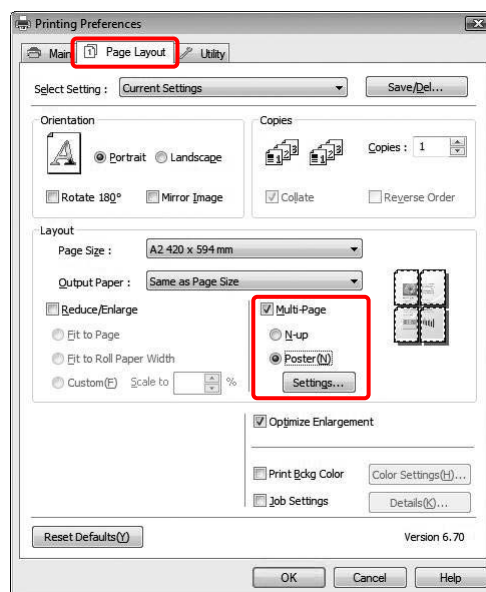 Printing Preferences
Main Page Layout Utility
Select Setting : Current Settings Save/Del...
Orientation Copies
Portrait Landscape Copies : 1
Rotate 180° Mirror Image Collate Reverse Order
Layout
Page Size : A2 420 x 594 mm
Output Paper : Same as Page Size
Reduce/Enlarge Multi-Page
Fit to Page N-up
Fit to Roll Paper Width Poster(N)
Custom(F) Scale to % Settings...
Optimize Enlargement
Print Bckg Color Color Settings(H)...
Job Settings Details(K)...
Reset Defaults(Y) Version 6.70
OK Cancel Help